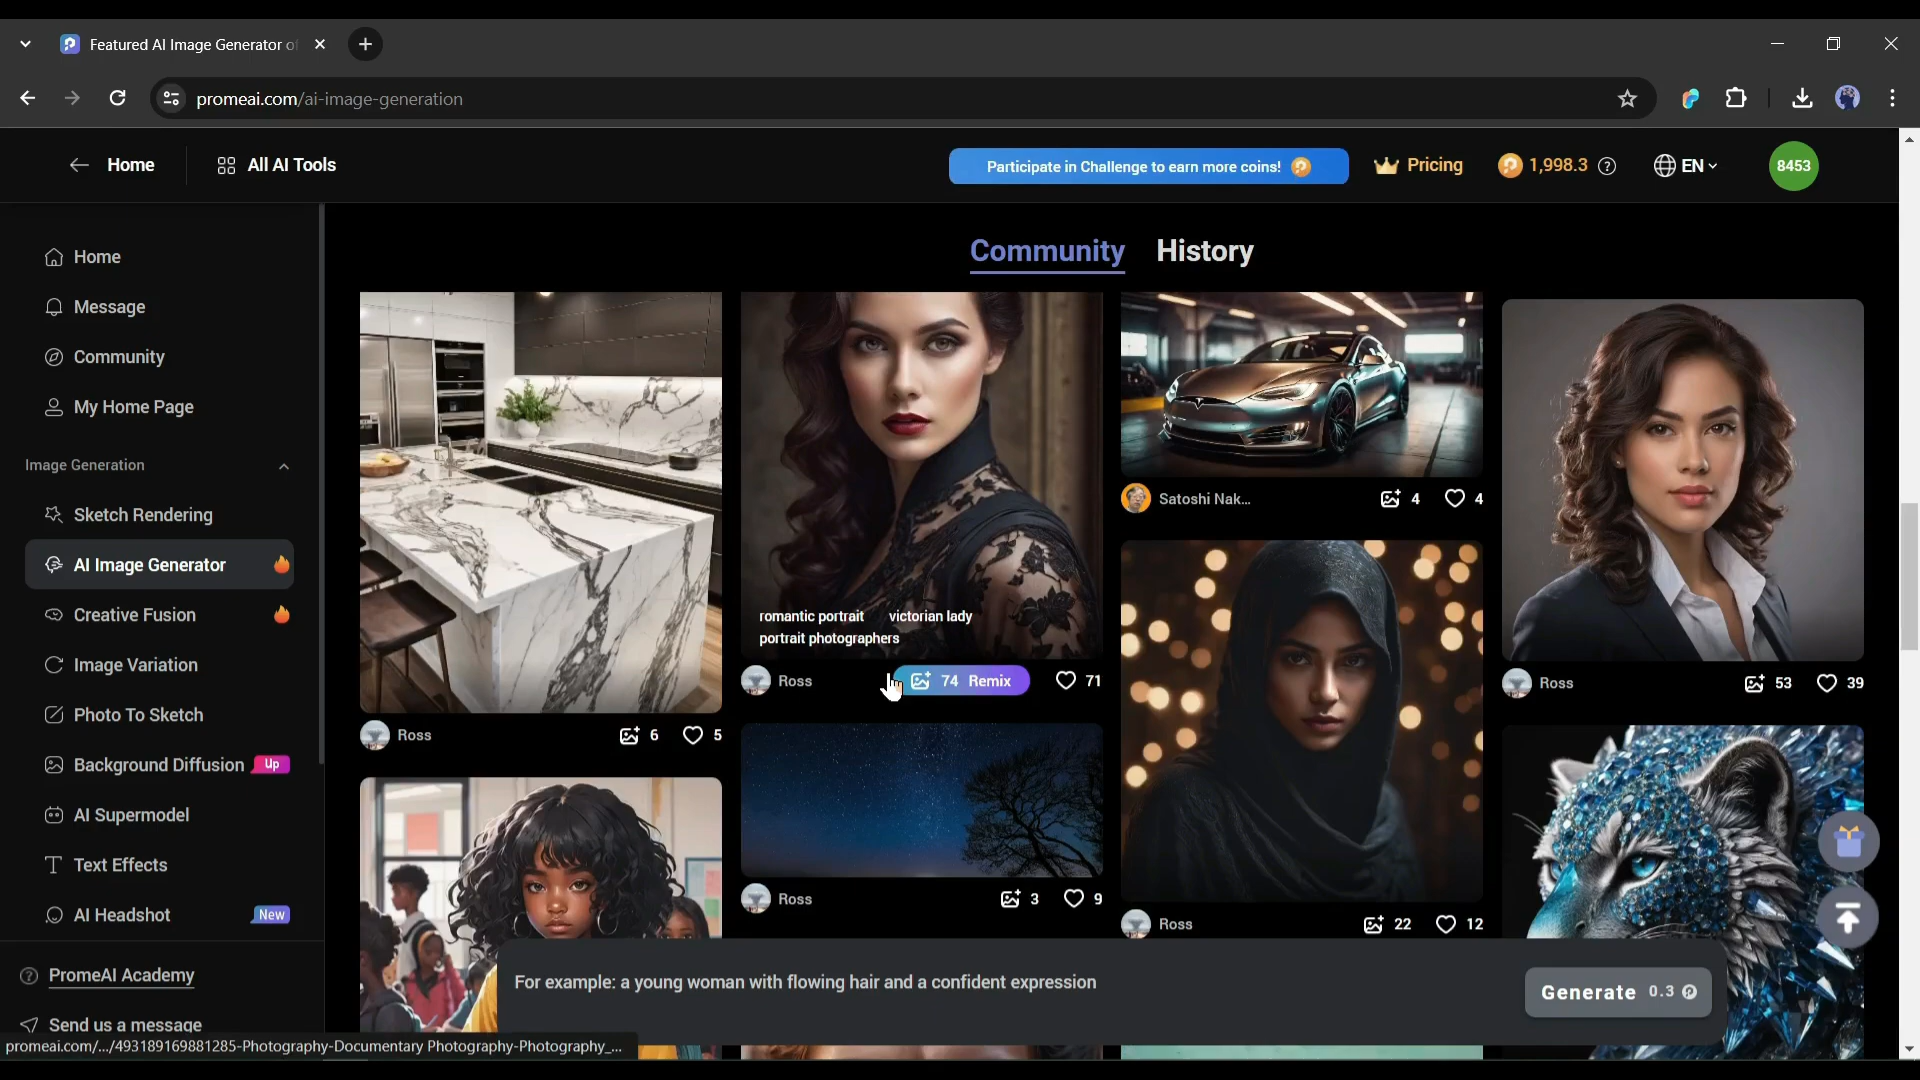 Featured AI Image Generator of
promeai.com/ai-image-generation
Home
All AI Tools
Participate in Challenge to earn more coins!
Pricing
1,998.3
EN
8453
Home
Message
Community
My Home Page
Image Generation
Sketch Rendering
AI Image Generator
Creative Fusion
Image Variation
Photo To Sketch
Background Diffusion Up
AI Supermodel
Text Effects
AI Headshot New
PromeAI Academy
Send us a message
promeai.com/.../493189169881285-Photography-Documentary Photography-Photography_...
Community History
Ross 6 5
romantic portrait victorian lady
portrait photographers
Ross 74 Remix 71
Ross 3 9
Satoshi Nak... 4 4
Ross 22 12
Ross 53 39
For example: a young woman with flowing hair and a confident expression
Generate 0.3